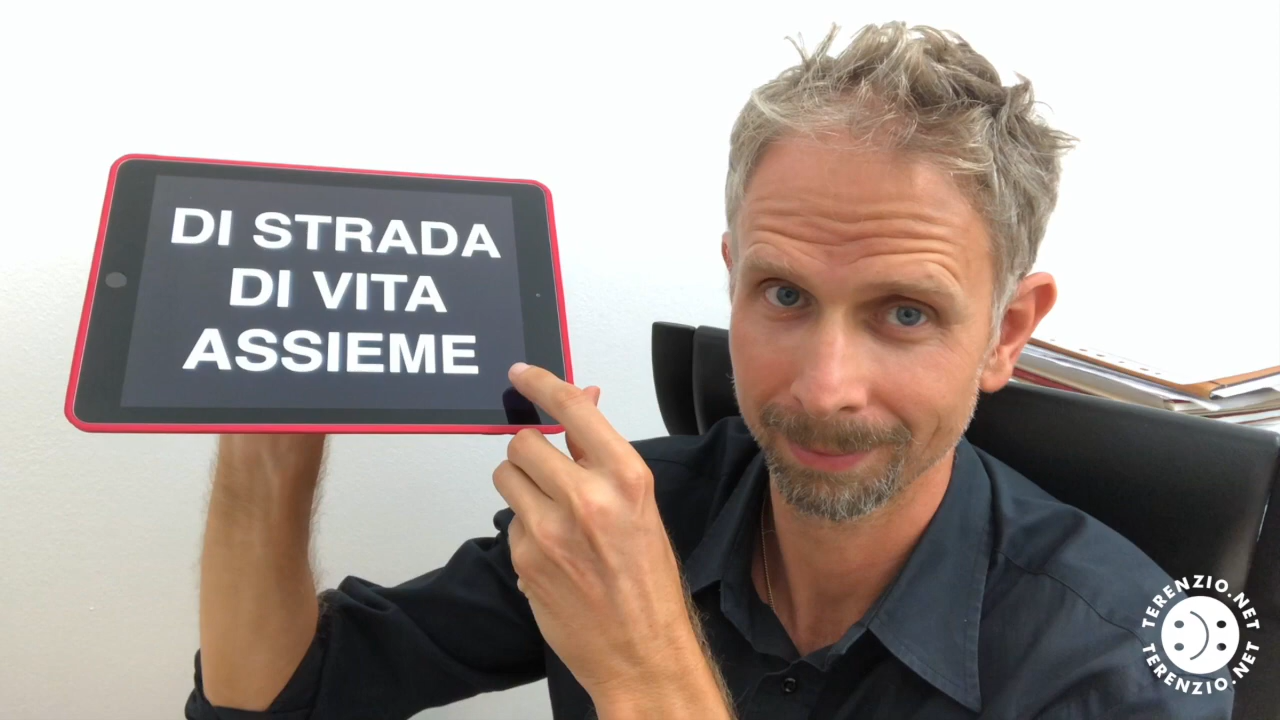 DI STRADA
DI VITA
ASSIEME
TERENZIO.NET
TERENZIO.NET